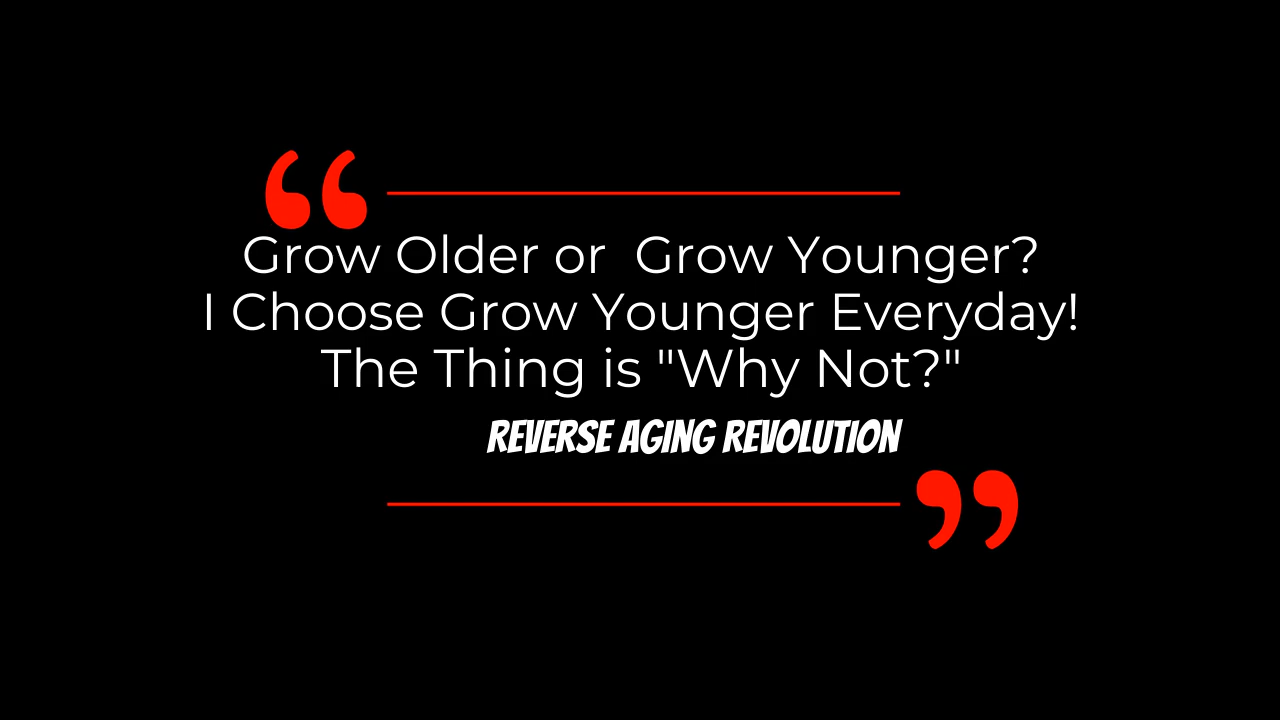 Grow Older or  Grow Younger?
I Choose Grow Younger Everyday!
The Thing is "Why Not?"
REVERSE AGING REVOLUTION